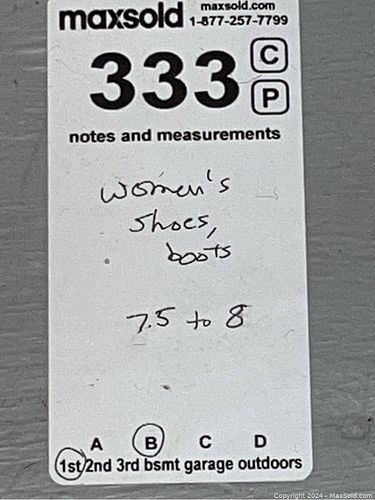 maxsold maxsold.com
1-877-257-7799
333 C
P
notes and measurements
women's
shoes,
boots
7.5 to 8
A B C D
1st/2nd 3rd bsmt garage outdoors
Copyright 2024 - MaxSold.com